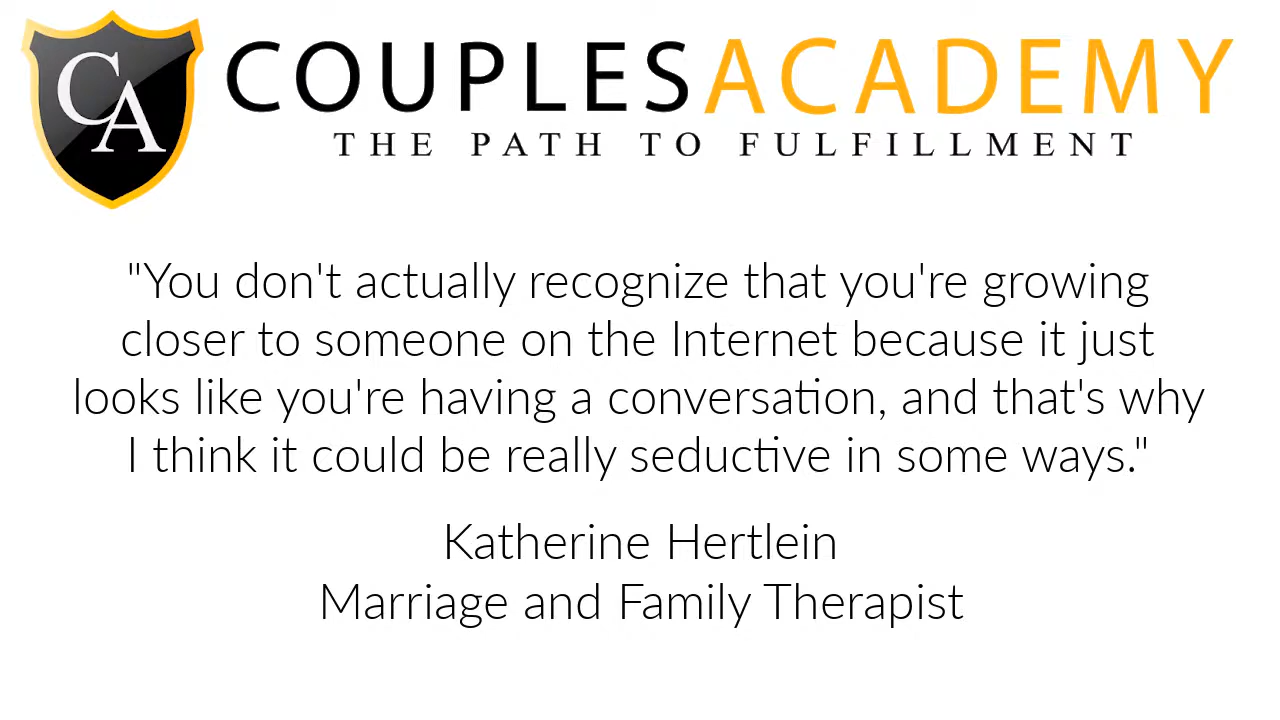 CA
COUPLESACADEMY
THE PATH TO FULFILLMENT
"You don't actually recognize that you're growing
closer to someone on the Internet because it just
looks like you're having a conversation, and that's why
I think it could be really seductive in some ways."
Katherine Hertlein
Marriage and Family Therapist